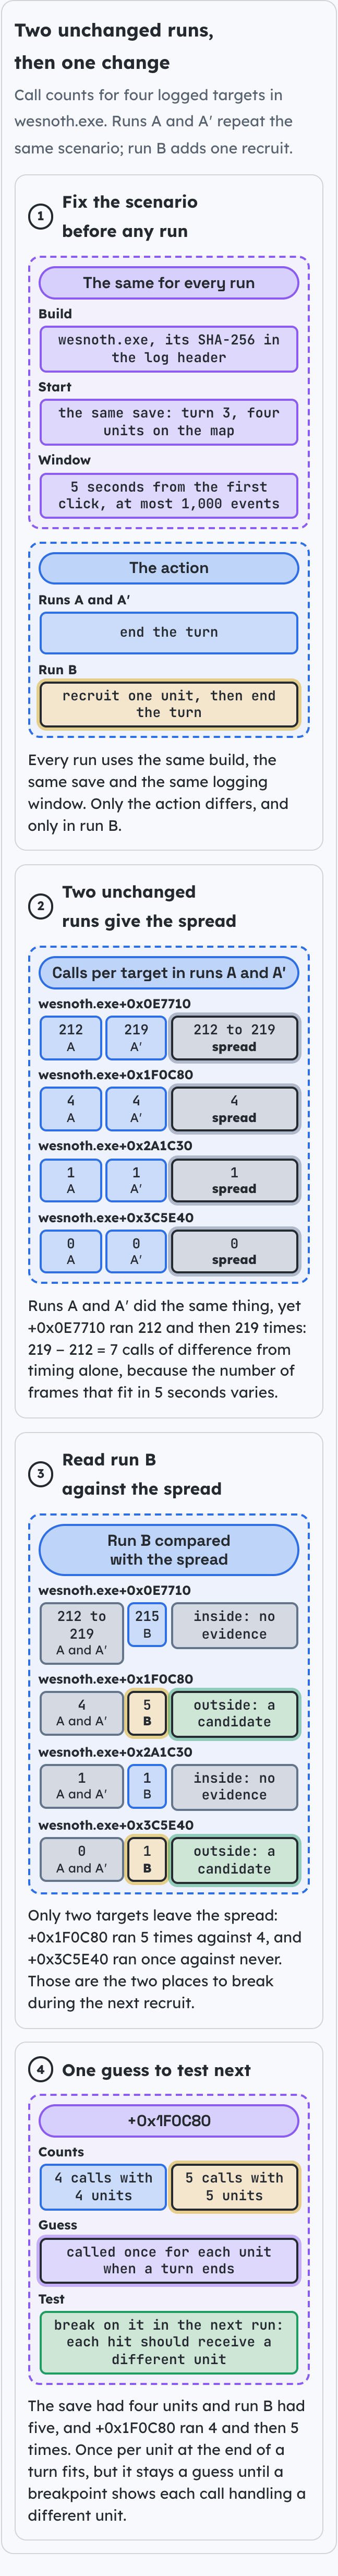 Two unchanged runs,
then one change
Call counts for four logged targets in
wesnoth.exe. Runs A and A′ repeat the
same scenario; run B adds one recruit.
1
Fix the scenario
before any run
The same for every run
Build
wesnoth.exe, its SHA-256 in
the log header
Start
the same save: turn 3, four
units on the map
Window
5 seconds from the first
click, at most 1,000 events
The action
Runs A and A′
end the turn
Run B
recruit one unit, then end
the turn
Every run uses the same build, the
same save and the same logging
window. Only the action differs, and
only in run B.
2
Two unchanged
runs give the spread
Calls per target in runs A and A′
wesnoth.exe+0x0E7710
212 219 212 to 219
A A′ spread
wesnoth.exe+0x1F0C80
4 4 4
A A′ spread
wesnoth.exe+0x2A1C30
1 1 1
A A′ spread
wesnoth.exe+0x3C5E40
0 0 0
A A′ spread
Runs A and A′ did the same thing, yet
+0x0E7710 ran 212 and then 219 times:
219 − 212 = 7 calls of difference from
timing alone, because the number of
frames that fit in 5 seconds varies.
3
Read run B
against the spread
Run B compared
with the spread
wesnoth.exe+0x0E7710
212 to
219
A and A′
215
B
inside: no
evidence
wesnoth.exe+0x1F0C80
4
A and A′
5
B
outside: a
candidate
wesnoth.exe+0x2A1C30
1
A and A′
1
B
inside: no
evidence
wesnoth.exe+0x3C5E40
0
A and A′
1
B
outside: a
candidate
Only two targets leave the spread:
+0x1F0C80 ran 5 times against 4, and
+0x3C5E40 ran once against never.
Those are the two places to break
during the next recruit.
4
One guess to test next
+0x1F0C80
Counts
4 calls with
4 units
5 calls with
5 units
Guess
called once for each unit
when a turn ends
Test
break on it in the next run:
each hit should receive a
different unit
The save had four units and run B had
five, and +0x1F0C80 ran 4 and then 5
times. Once per unit at the end of a
turn fits, but it stays a guess until a
breakpoint shows each call handling a
different unit.